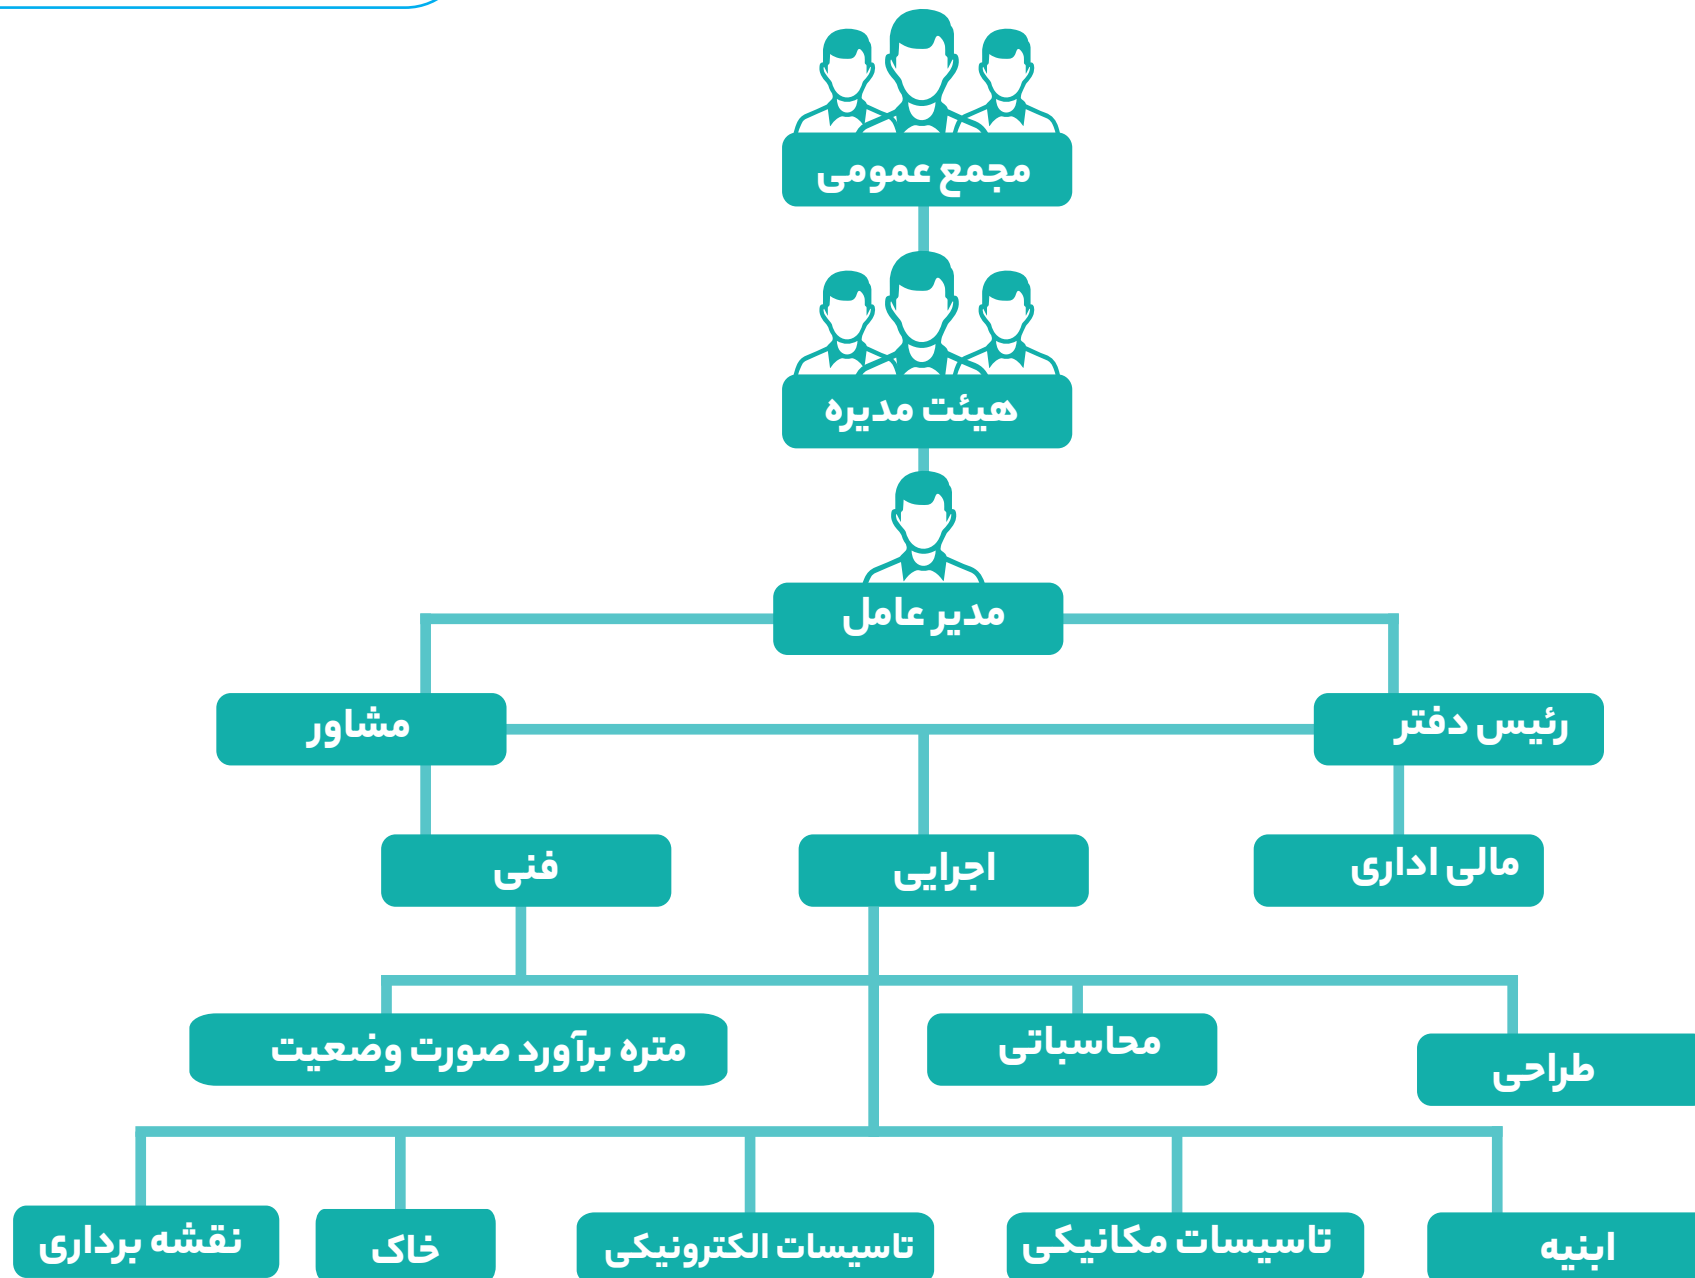 مجمع عمومی
هیئت مدیره
مدیر عامل
رئیس دفتر
مشاور
مالی اداری
اجرایی
فنی
طراحی
محاسباتی
متره برآورد صورت وضعیت
ابنیه
تاسیسات مکانیکی
تاسیسات الکترونیکی
خاک
نقشه برداری